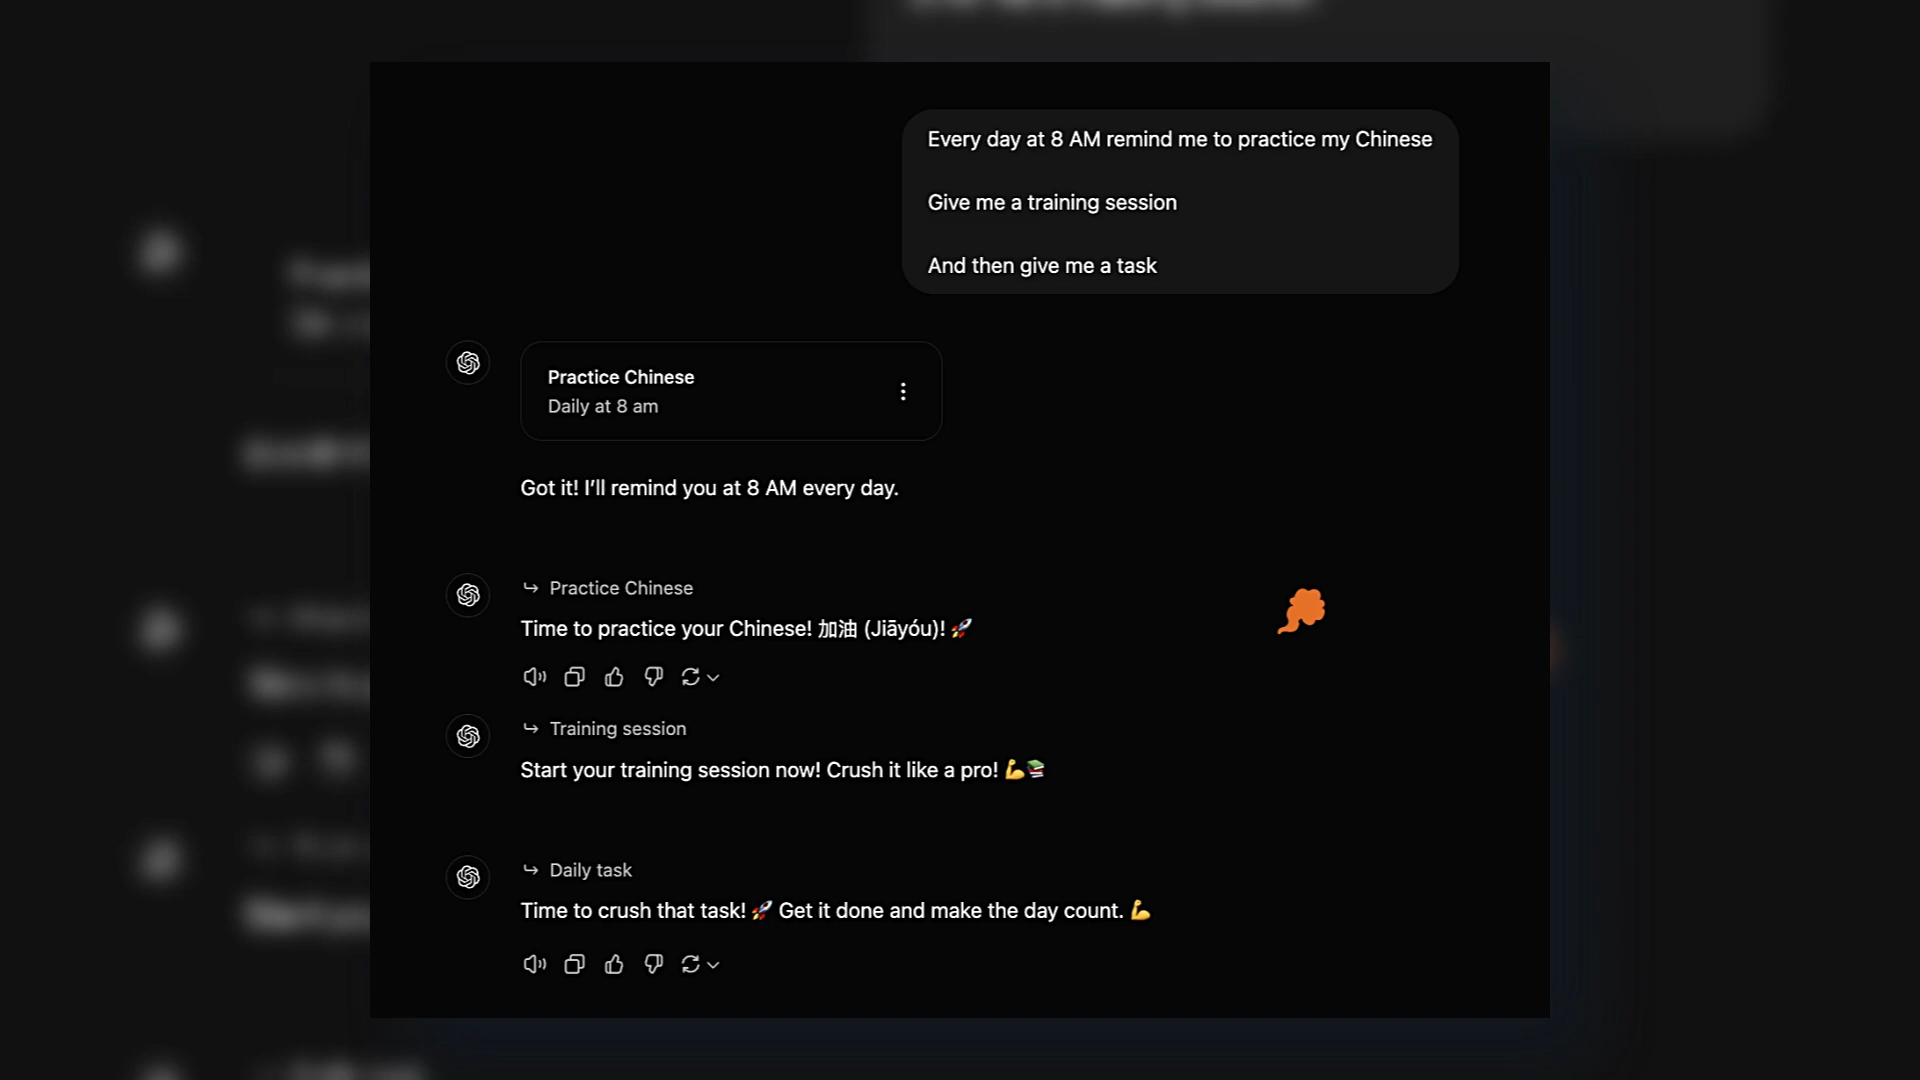 Every day at 8 AM remind me to practice my Chinese
Give me a training session
And then give me a task
Practice Chinese
Daily at 8 am
Got it! I’ll remind you at 8 AM every day.
↪ Practice Chinese
Time to practice your Chinese! 加油 (Jiāyóu)! 🚀
↪ Training session
Start your training session now! Crush it like a pro! 💪📚
↪ Daily task
Time to crush that task! 🚀 Get it done and make the day count. 💪